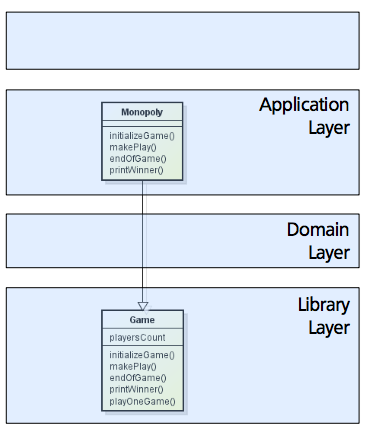 Application
Layer
Monopoly
initializeGame()
makePlay()
endOfGame()
printWinner()
Domain
Layer
Library
Layer
Game
playersCount
initializeGame()
makePlay()
endOfGame()
printWinner()
playOneGame()